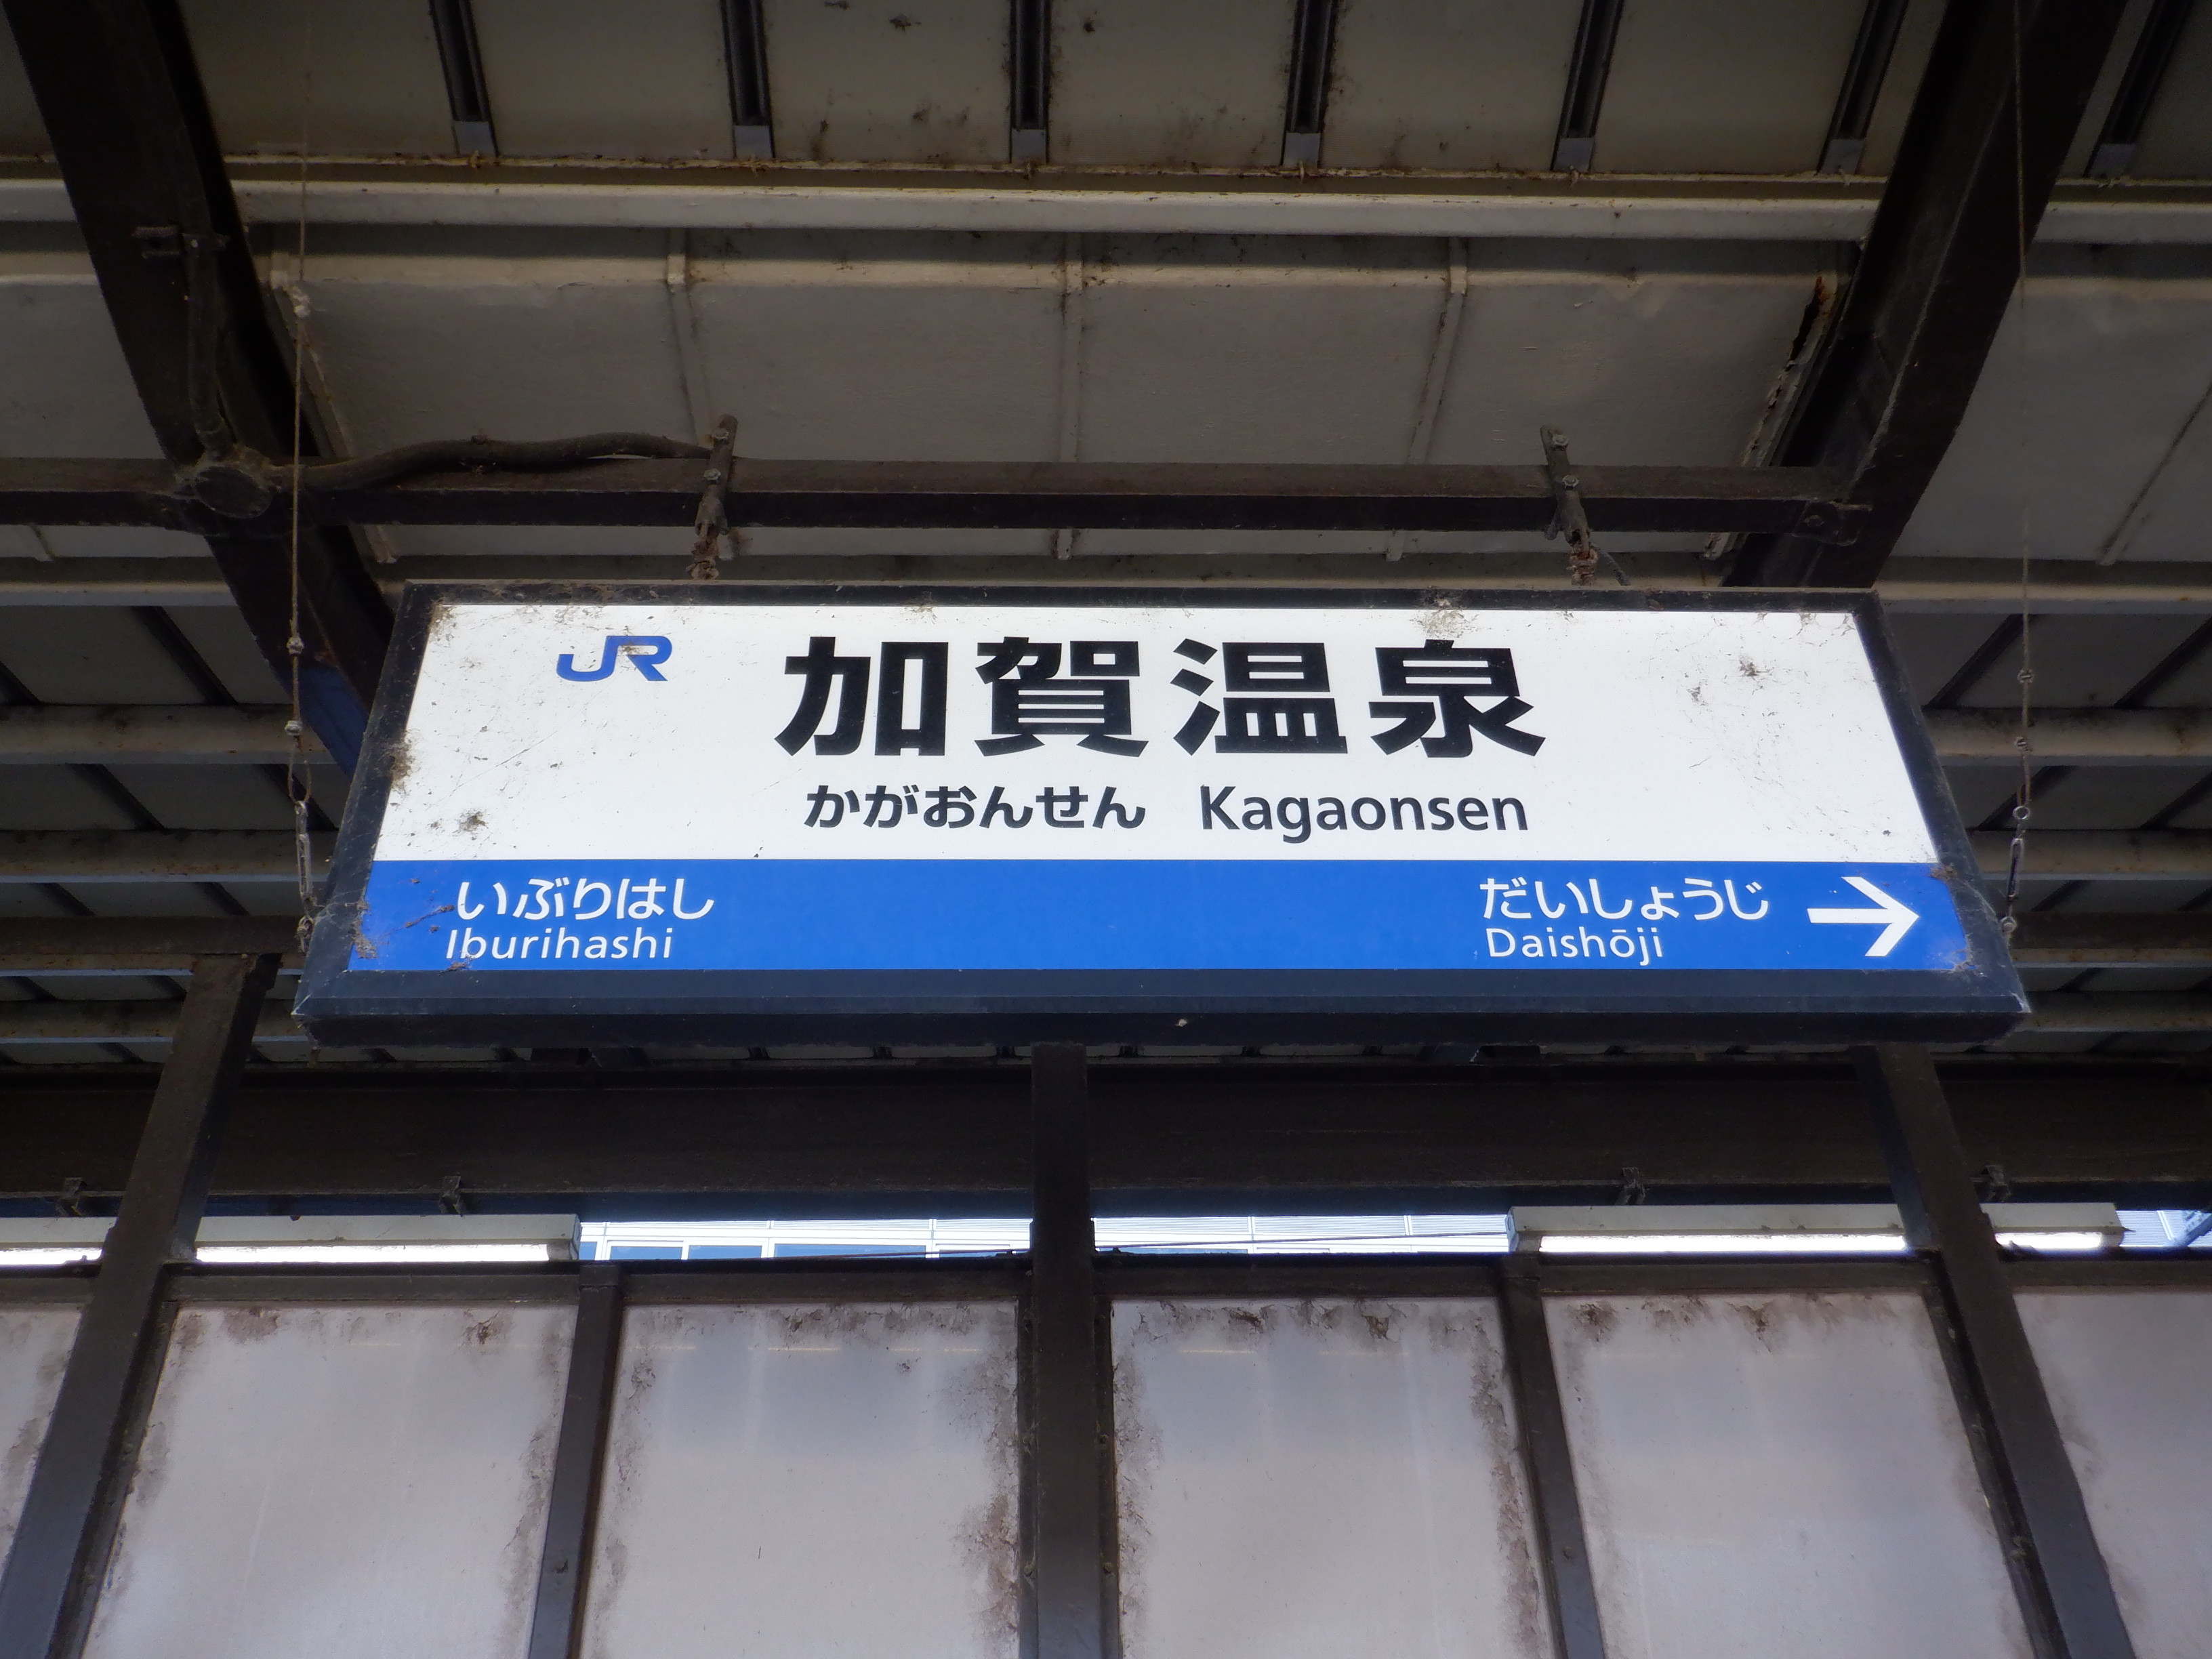 JR 加賀温泉
かがおんせん Kagaonsen
いぶりはし だいしょうじ →
Iburihashi Daishōji